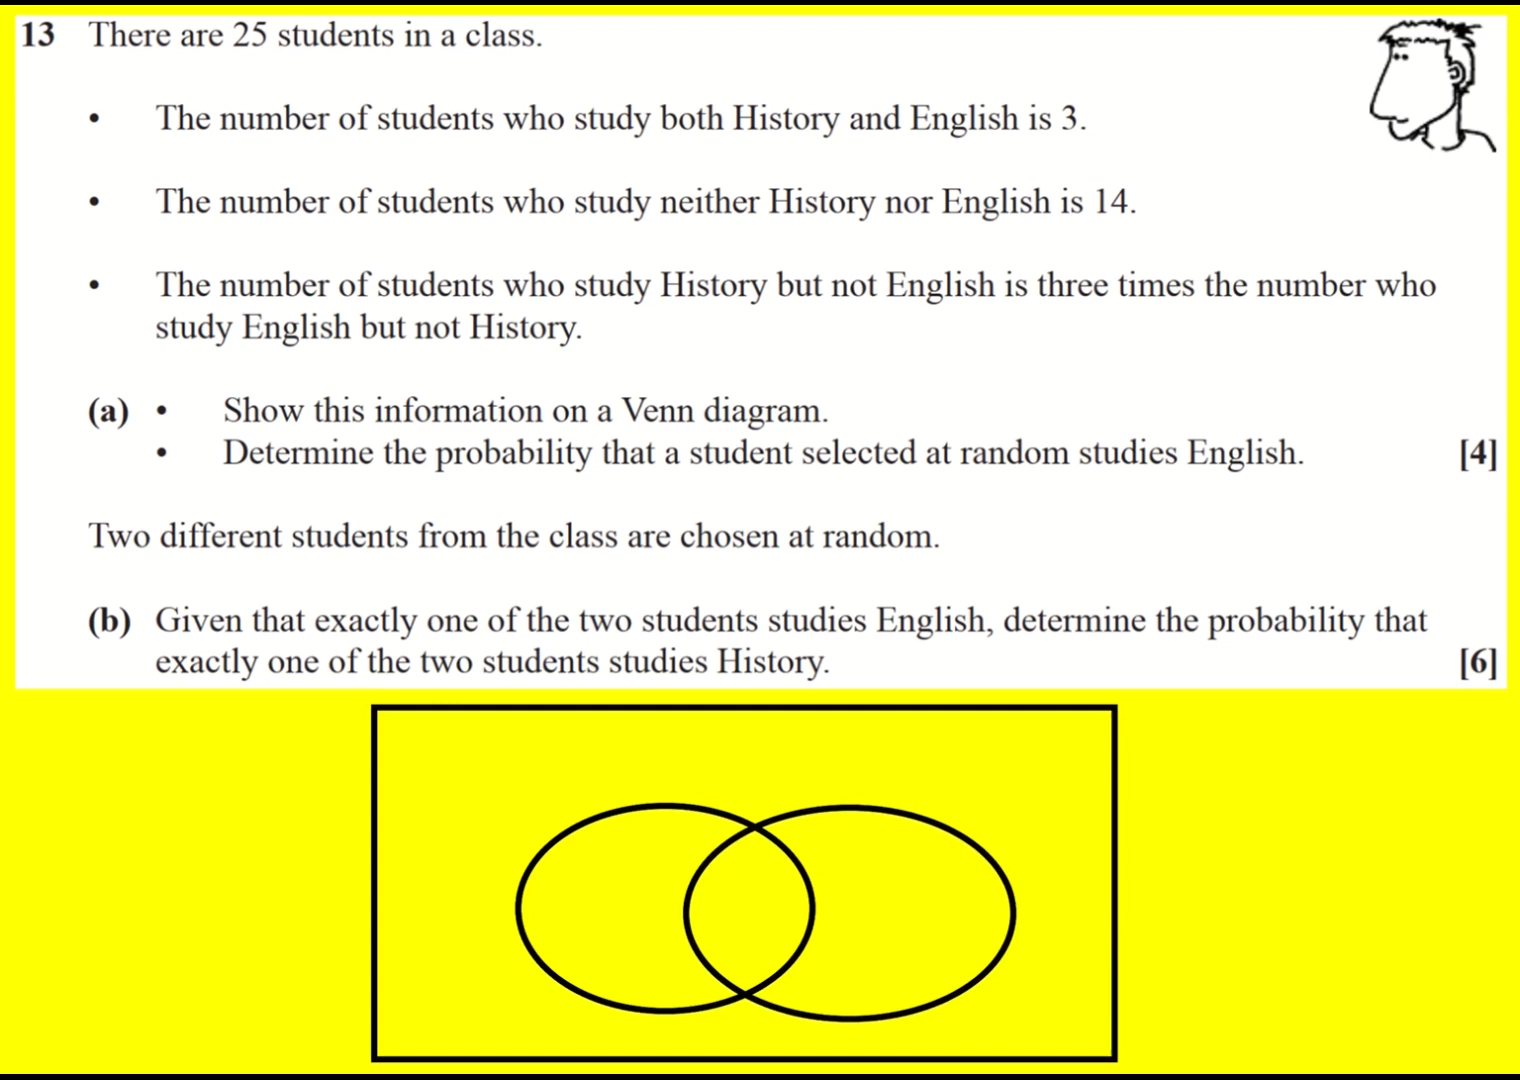 13 There are 25 students in a class.
• The number of students who study both History and English is 3.
• The number of students who study neither History nor English is 14.
• The number of students who study History but not English is three times the number who
study English but not History.
(a) • Show this information on a Venn diagram.
• Determine the probability that a student selected at random studies English. [4]
Two different students from the class are chosen at random.
(b) Given that exactly one of the two students studies English, determine the probability that
exactly one of the two students studies History. [6]